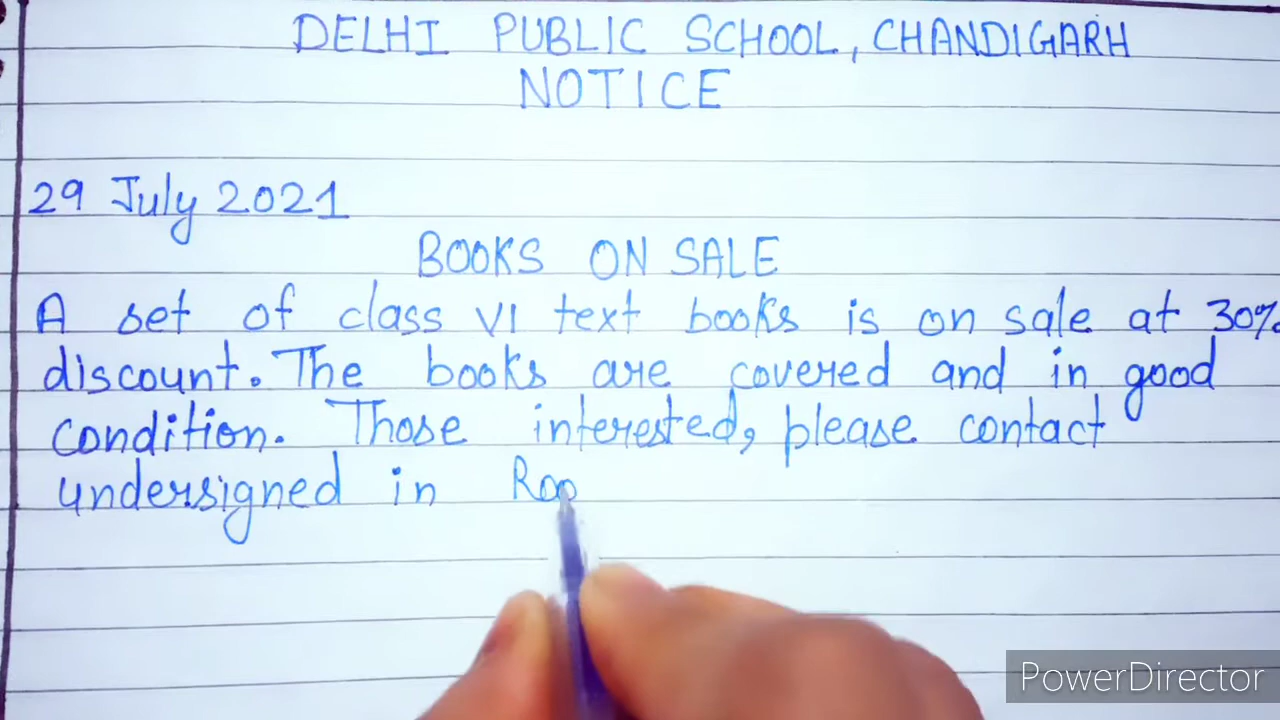 DELHI PUBLIC SCHOOL, CHANDIGARH
NOTICE
29 July 2021
BOOKS ON SALE
A set of class VI text books is on sale at 30%
discount. The books are covered and in good
condition. Those interested, please contact
undersigned in Roo
PowerDirector